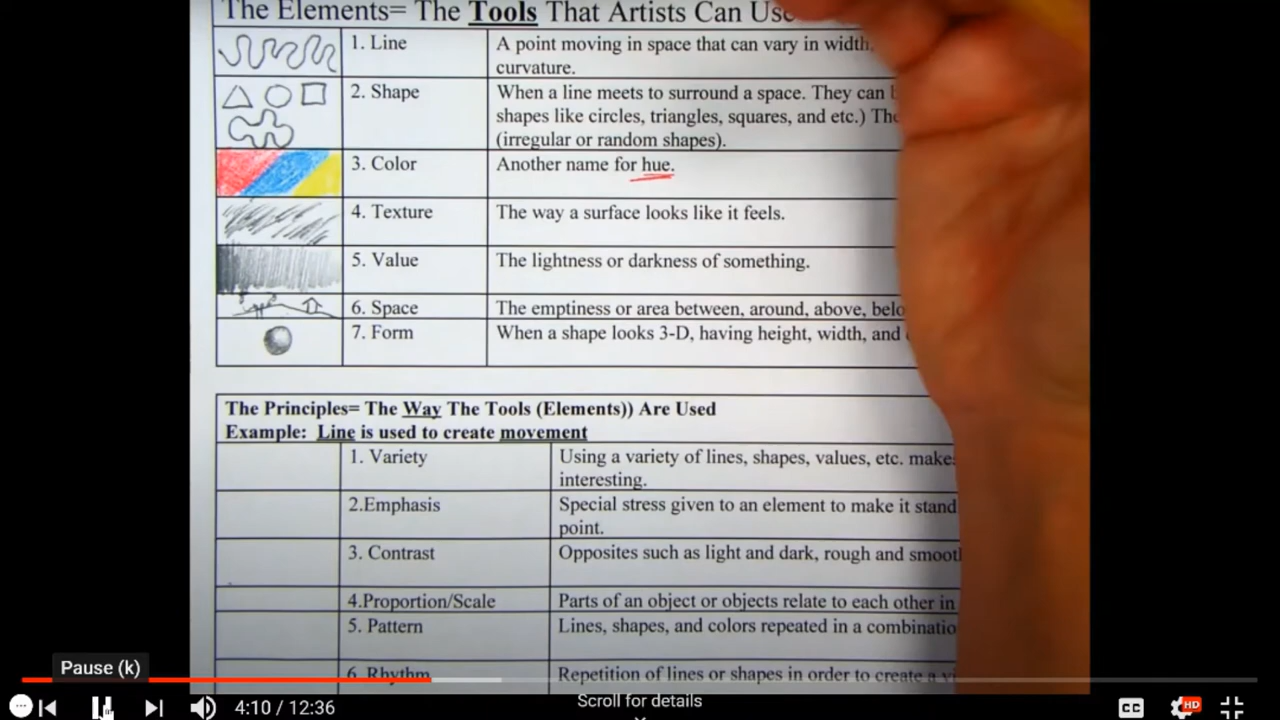 The Elements= The Tools That Artists Can Use
1. Line
A point moving in space that can vary in width,
curvature.
2. Shape
When a line meets to surround a space. They can
shapes like circles, triangles, squares, and etc.) The
(irregular or random shapes).
3. Color
Another name for hue.
4. Texture
The way a surface looks like it feels.
5. Value
The lightness or darkness of something.
6. Space
The emptiness or area between, around, above, belo
7. Form
When a shape looks 3-D, having height, width, and
The Principles= The Way The Tools (Elements)) Are Used
Example: Line is used to create movement
1. Variety
Using a variety of lines, shapes, values, etc. make
interesting.
2.Emphasis
Special stress given to an element to make it stand
point.
3. Contrast
Opposites such as light and dark, rough and smoot
4.Proportion/Scale
Parts of an object or objects relate to each other in
5. Pattern
Lines, shapes, and colors repeated in a combinatio
6. Rhythm
Repetition of lines or shapes in order to create a
Pause (k)
4:10 / 12:36
Scroll for details
CC
HD